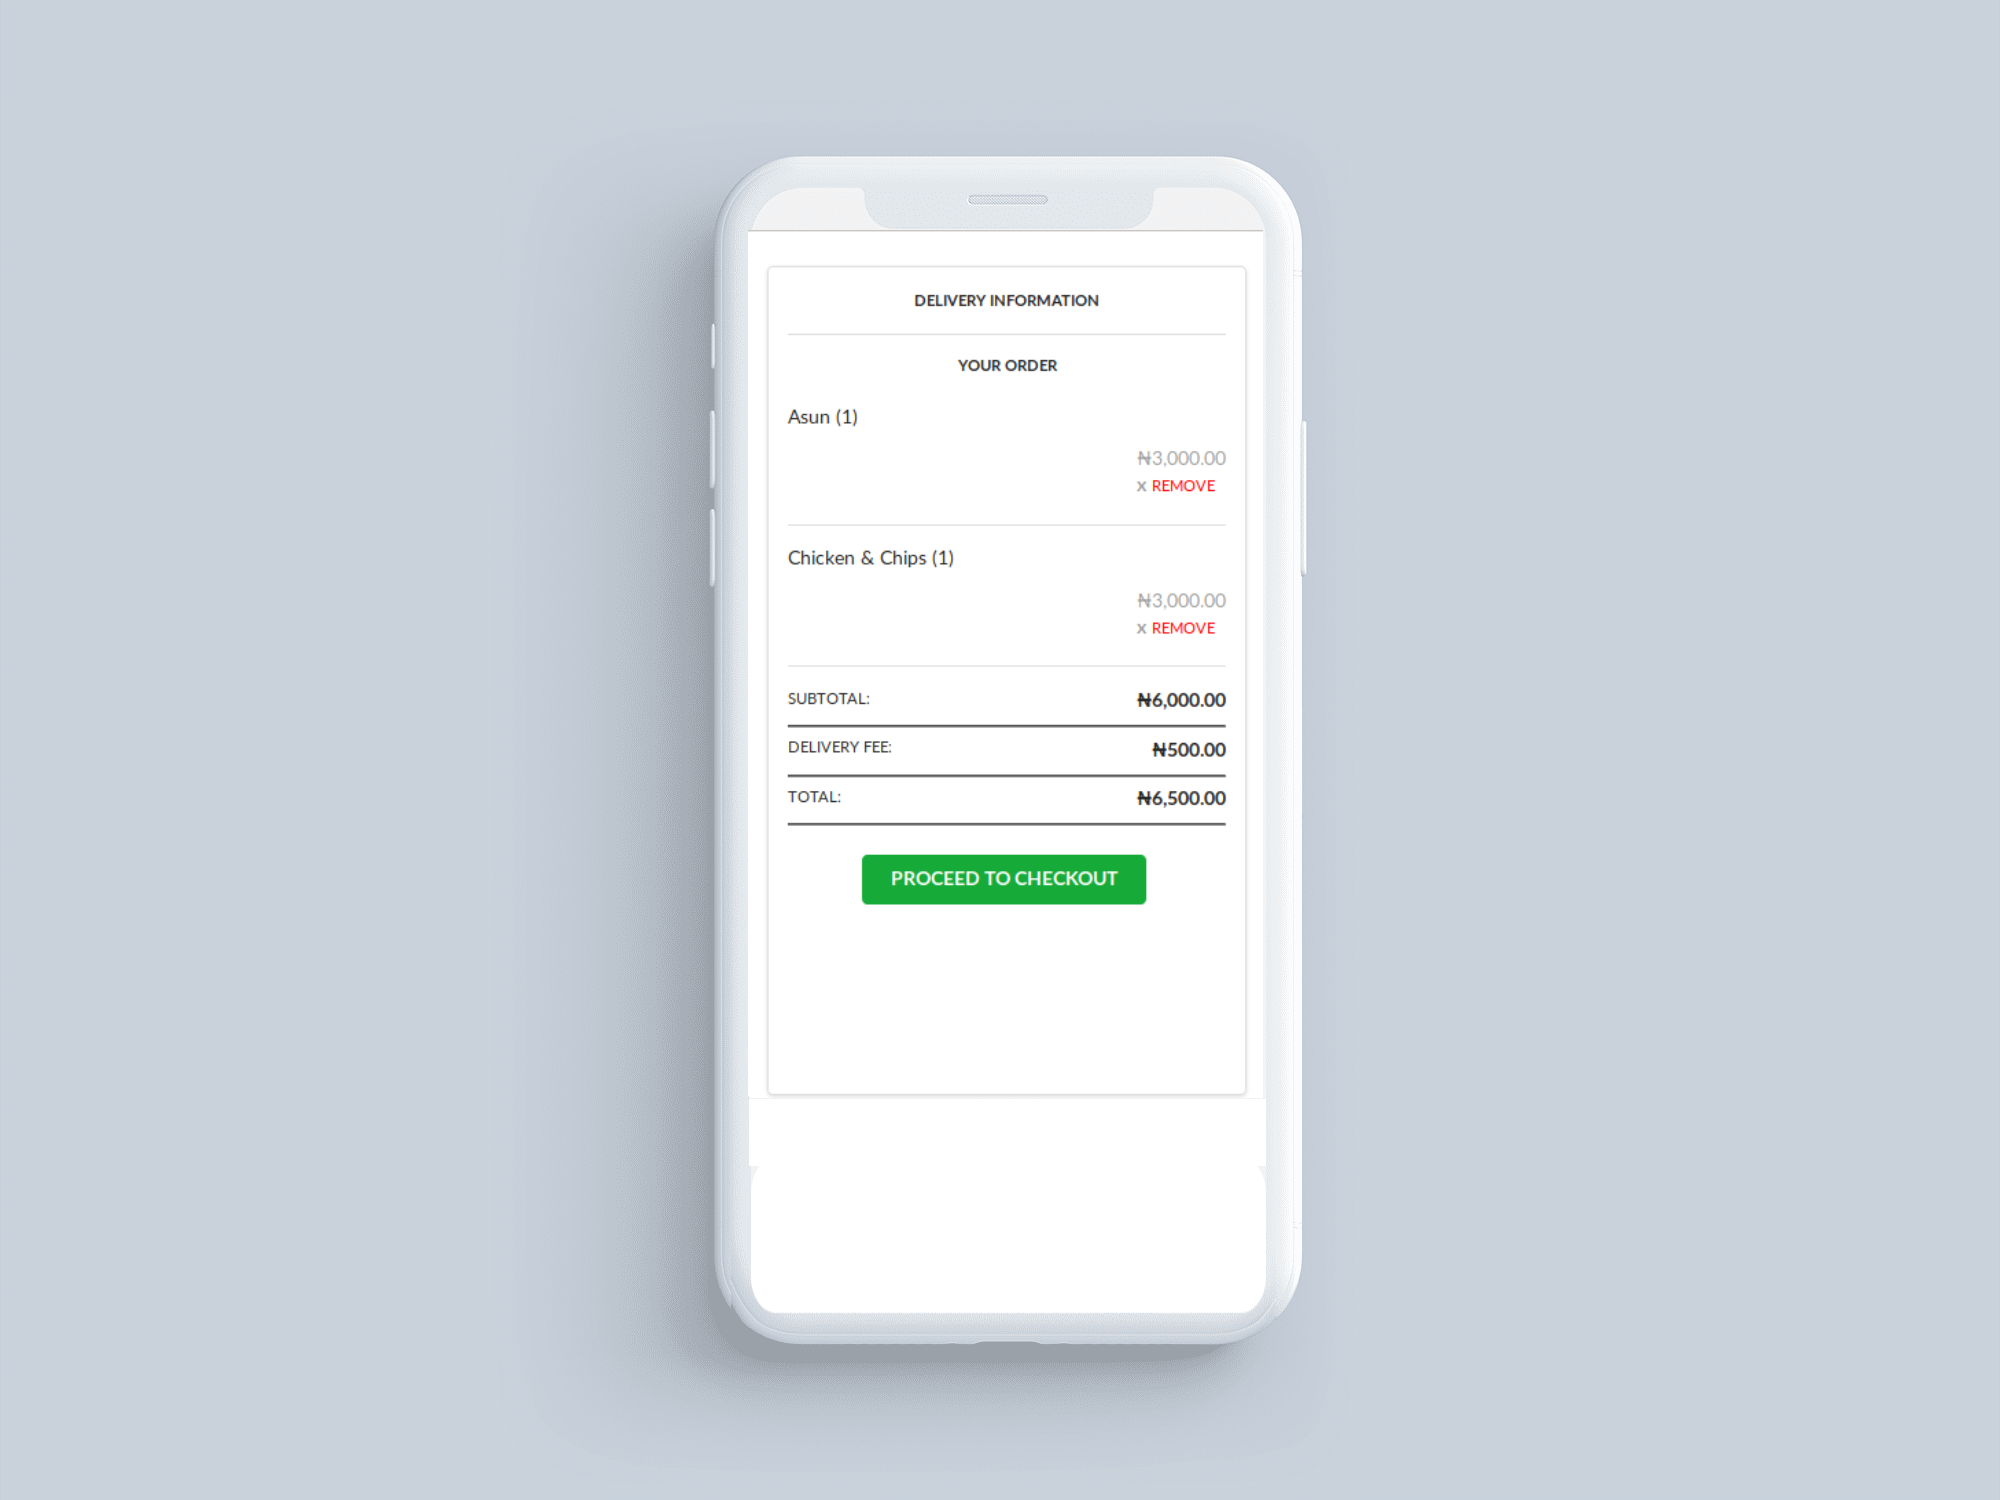 DELIVERY INFORMATION
YOUR ORDER
Asun (1)
₦3,000.00
x REMOVE
Chicken & Chips (1)
₦3,000.00
x REMOVE
SUBTOTAL: ₦6,000.00
DELIVERY FEE: ₦500.00
TOTAL: ₦6,500.00
PROCEED TO CHECKOUT